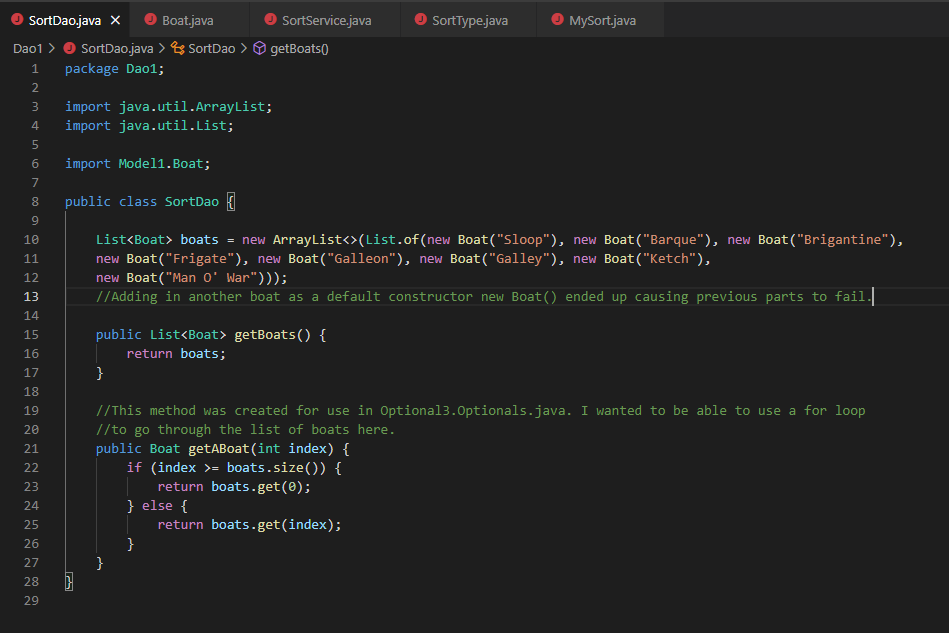 SortDao.java Boat.java SortService.java SortType.java MySort.java
Dao1 > SortDao.java > SortDao > getBoats()
1 package Dao1;
2
3 import java.util.ArrayList;
4 import java.util.List;
5
6 import Model1.Boat;
7
8 public class SortDao {
9
10 List<Boat> boats = new ArrayList<>(List.of(new Boat("Sloop"), new Boat("Barque"), new Boat("Brigantine"),
11 new Boat("Frigate"), new Boat("Galleon"), new Boat("Galley"), new Boat("Ketch"),
12 new Boat("Man O' War")));
13 //Adding in another boat as a default constructor new Boat() ended up causing previous parts to fail.
14
15 public List<Boat> getBoats() {
16 return boats;
17 }
18
19 //This method was created for use in Optional3.Optionals.java. I wanted to be able to use a for loop
20 //to go through the list of boats here.
21 public Boat getABoat(int index) {
22 if (index >= boats.size()) {
23 return boats.get(0);
24 } else {
25 return boats.get(index);
26 }
27 }
28 }
29